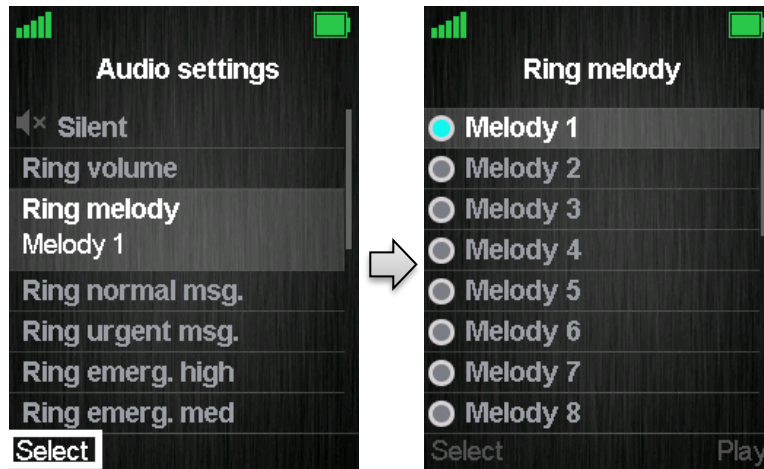 Audio settings
Silent
Ring volume
Ring melody
Melody 1
Ring normal msg.
Ring urgent msg.
Ring emerg. high
Ring emerg. med
Select
Ring melody
Melody 1
Melody 2
Melody 3
Melody 4
Melody 5
Melody 6
Melody 7
Melody 8
Select
Play